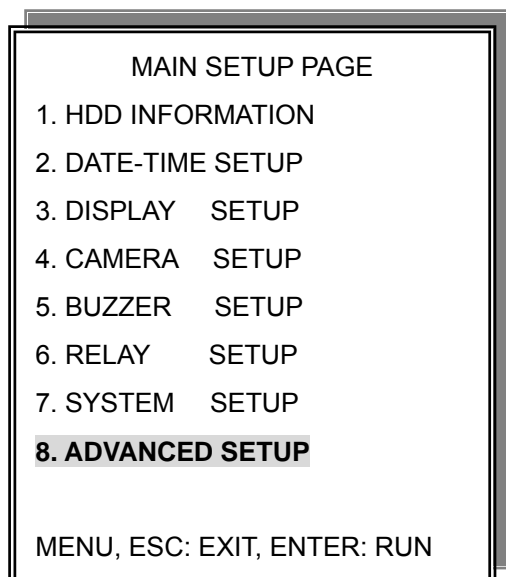 MAIN SETUP PAGE
1. HDD INFORMATION
2. DATE-TIME SETUP
3. DISPLAY SETUP
4. CAMERA SETUP
5. BUZZER SETUP
6. RELAY SETUP
7. SYSTEM SETUP
8. ADVANCED SETUP
MENU, ESC: EXIT, ENTER: RUN